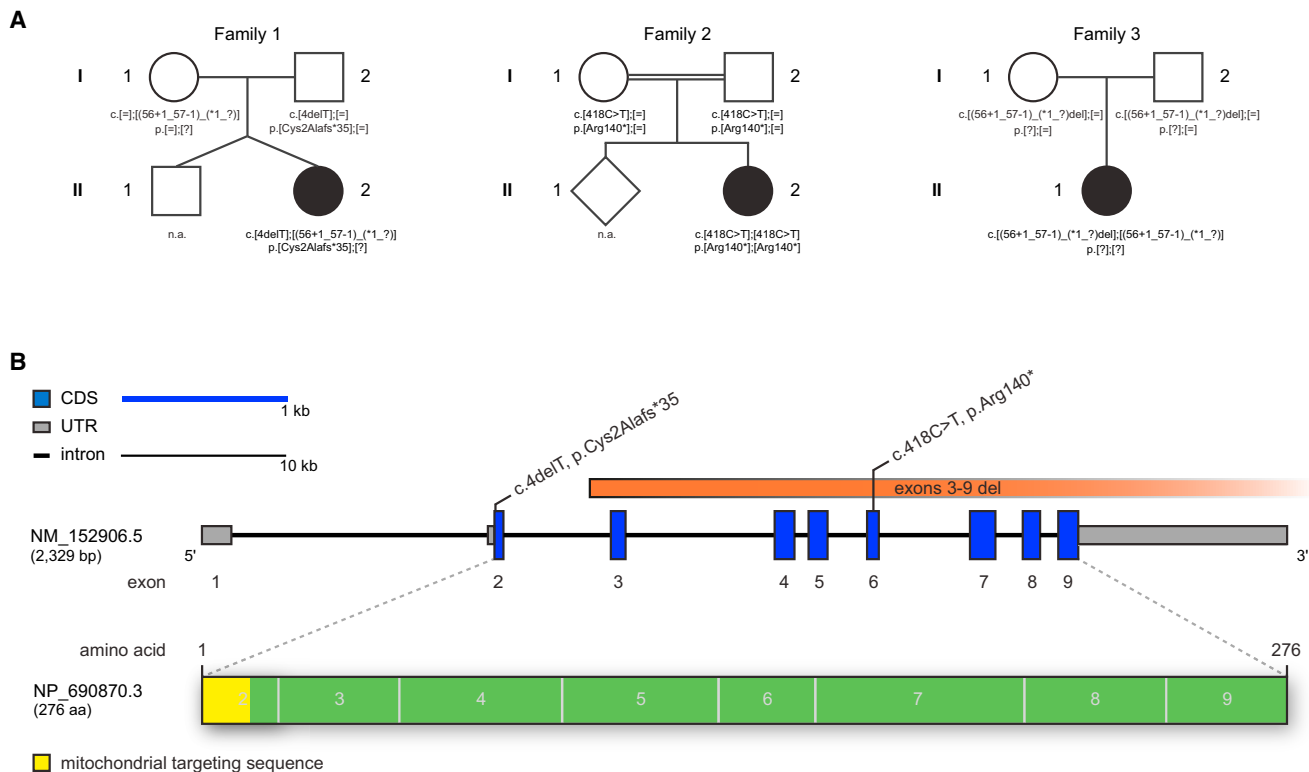 A
Family 1
Family 2
Family 3
I
1
2
I
1
2
I
1
2
c.[=];[(56+1_57-1)_(*1_?)]
p.[=];[?]
c.[4delT];[=]
p.[Cys2Alafs*35];[=]
c.[418C>T];[=]
p.[Arg140*];[=]
c.[418C>T];[=]
p.[Arg140*];[=]
c.[(56+1_57-1)_(*1_?)del];[=]
p.[?];[=]
c.[(56+1_57-1)_(*1_?)del];[=]
p.[?];[=]
II
1
2
II
1
2
II
1
n.a.
c.[4delT];[(56+1_57-1)_(*1_?)]
p.[Cys2Alafs*35];[?]
n.a.
c.[418C>T];[418C>T]
p.[Arg140*];[Arg140*]
c.[(56+1_57-1)_(*1_?)del];[(56+1_57-1)_(*1_?)]
p.[?];[?]
B
CDS
1 kb
UTR
intron
10 kb
c.4delT, p.Cys2Alafs*35
c.418C>T, p.Arg140*
exons 3-9 del
NM_152906.5
(2,329 bp)
5'
3'
exon
1
2
3
4
5
6
7
8
9
amino acid
1
276
NP_690870.3
(276 aa)
2
3
4
5
6
7
8
9
mitochondrial targeting sequence